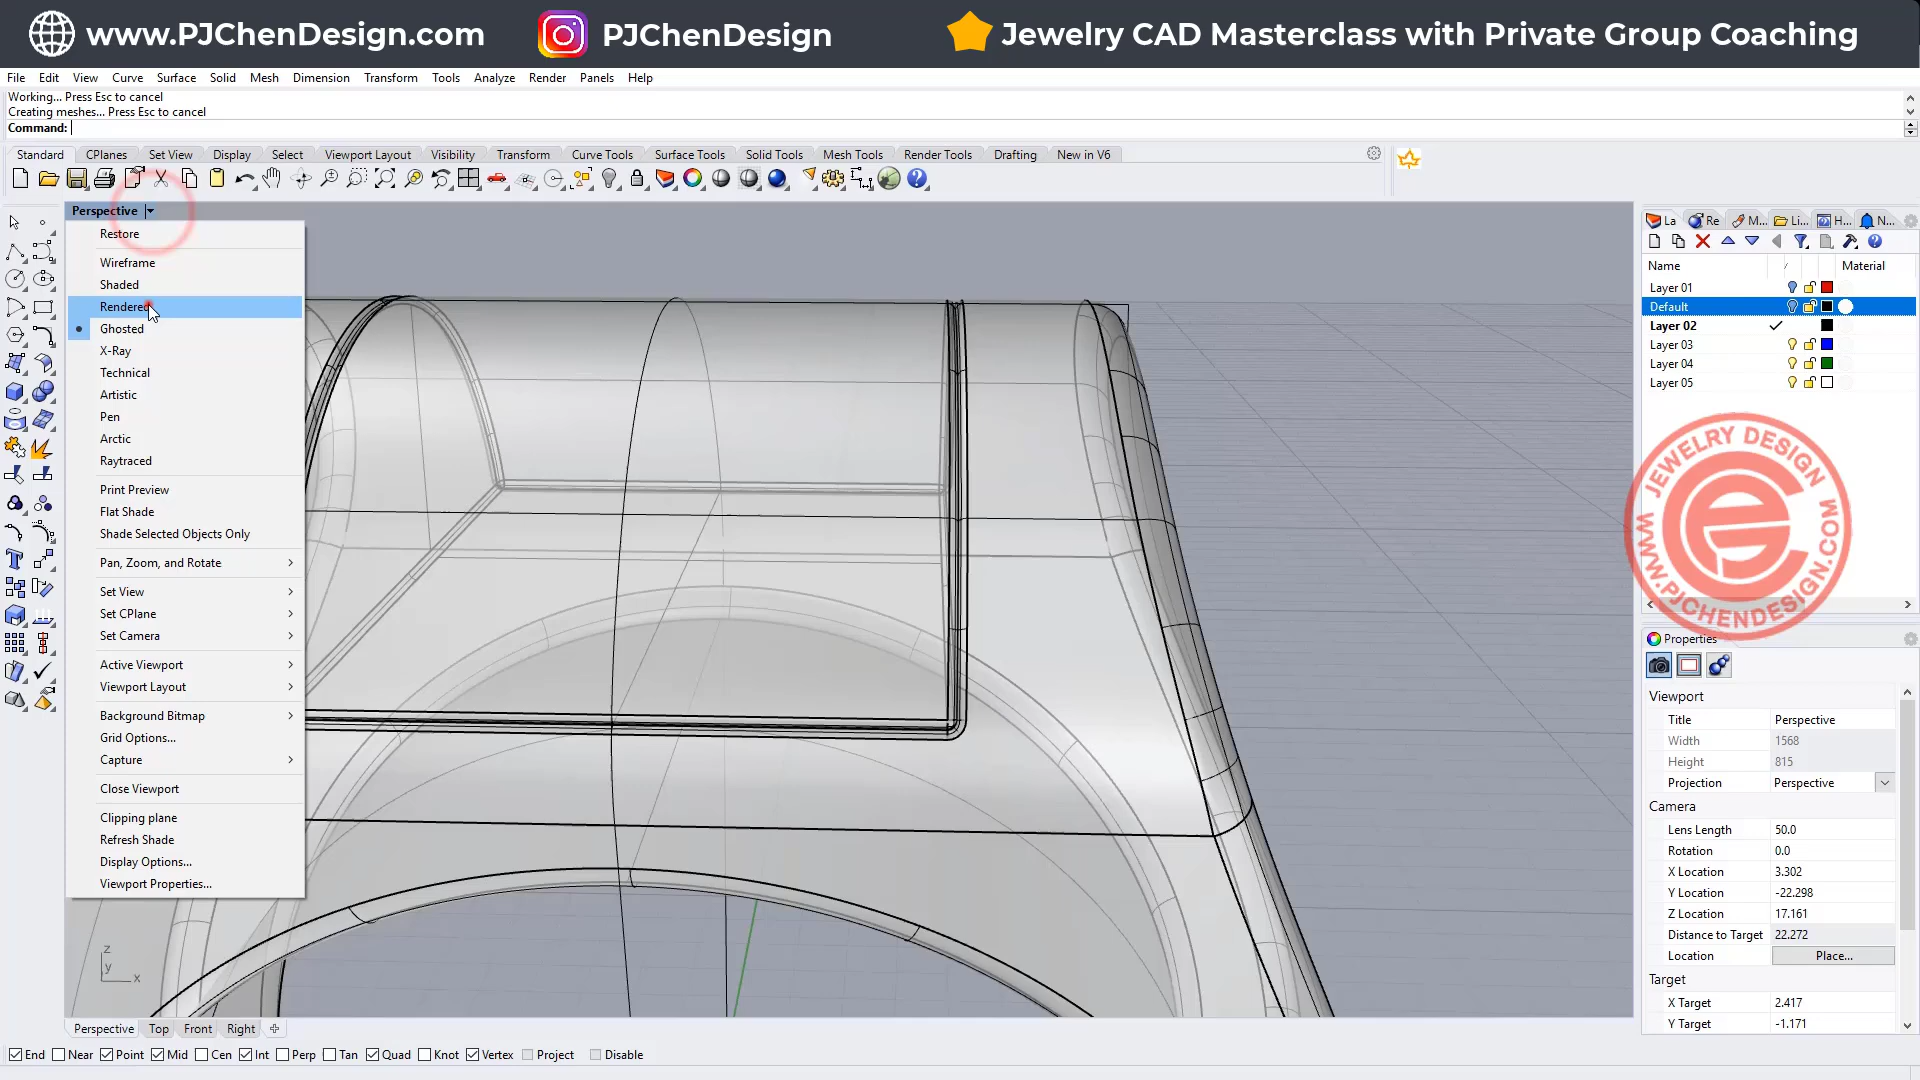 www.PJChenDesign.com PJChenDesign Jewelry CAD Masterclass with Private Group Coaching
File Edit View Curve Surface Solid Mesh Dimension Transform Tools Analyze Render Panels Help
Working... Press Esc to cancel
Creating meshes... Press Esc to cancel
Command:
Standard CPlanes Set View Display Select Viewport Layout Visibility Transform Curve Tools Surface Tools Solid Tools Mesh Tools Render Tools Drafting New in V6
Perspective
Restore
Wireframe
Shaded
Rendered
Ghosted
X-Ray
Technical
Artistic
Pen
Arctic
Raytraced
Print Preview
Flat Shade
Shade Selected Objects Only
Pan, Zoom, and Rotate
Set View
Set CPlane
Set Camera
Active Viewport
Viewport Layout
Background Bitmap
Grid Options...
Capture
Close Viewport
Clipping plane
Refresh Shade
Display Options...
Viewport Properties...
z
y
x
La Re M... Li... H... N...
Name Material
Layer 01
Default
Layer 02
Layer 03
Layer 04
Layer 05
JEWELRY DESIGN
WWW.PJCHENDESIGN.COM
Properties
Viewport
Title Perspective
Width 1568
Height 815
Projection Perspective
Camera
Lens Length 50.0
Rotation 0.0
X Location 3.302
Y Location -22.298
Z Location 17.161
Distance to Target 22.272
Location Place...
Target
X Target 2.417
Y Target -1.171
Perspective Top Front Right
End Near Point Mid Cen Int Perp Tan Quad Knot Vertex Project Disable